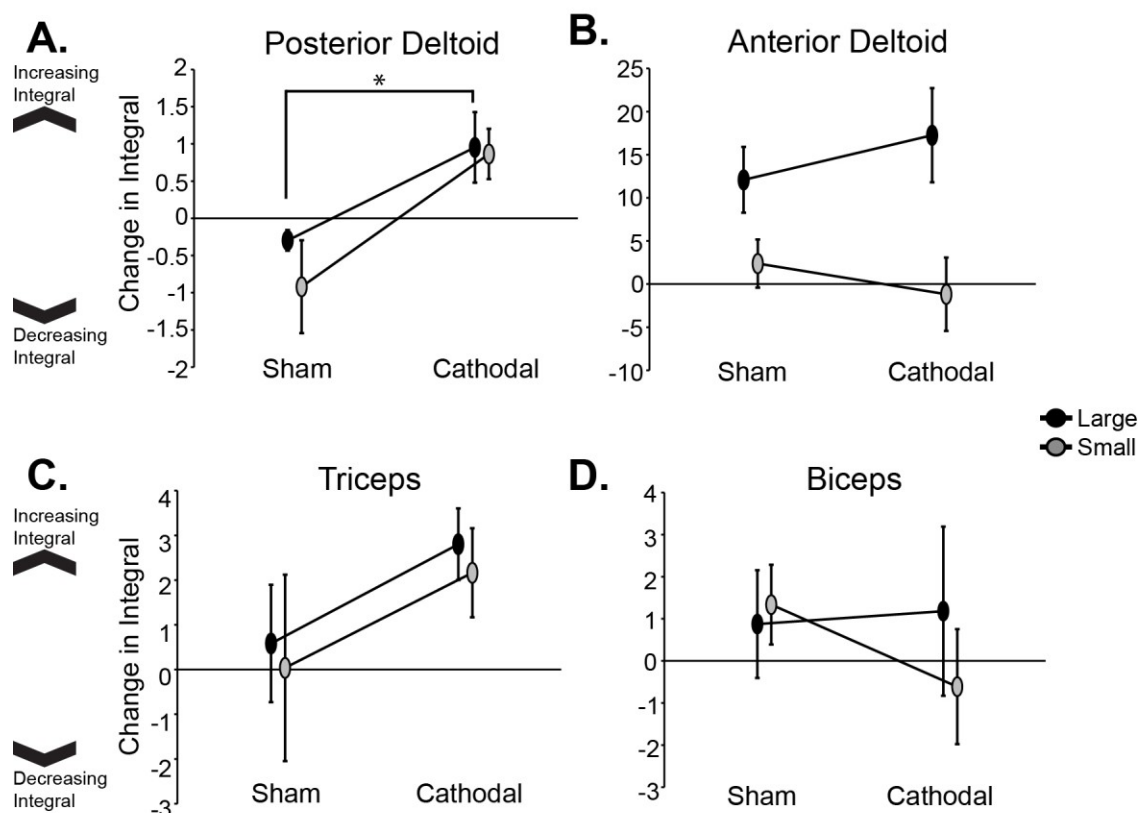 A.
Posterior Deltoid
Increasing
Integral
Decreasing
Integral
Change in Integral
2
1.5
1
0.5
0
-0.5
-1
-1.5
-2
*
Sham
Cathodal
B.
Anterior Deltoid
25
20
15
10
5
0
-5
-10
Sham
Cathodal
Large
Small
C.
Triceps
Increasing
Integral
Decreasing
Integral
Change in Integral
4
3
2
1
0
-1
-2
-3
Sham
Cathodal
D.
Biceps
4
3
2
1
0
-1
-2
-3
Sham
Cathodal